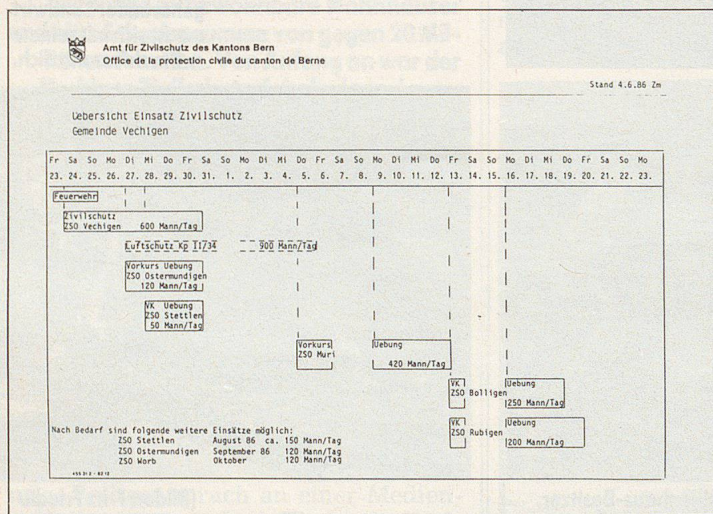 Amt für Zivilschutz des Kantons Bern
Office de la protection civile du canton de Berne
Stand 4.6.86 Zm
Uebersicht Einsatz Zivilschutz
Gemeinde Vechigen
Fr Sa So Mo Di Mi Do Fr Sa So Mo Di Mi Do Fr Sa So Mo Di Mi Do Fr Sa So Mo Di Mi Do Fr Sa So Mo
23. 24. 25. 26. 27. 28. 29. 30. 31. 1. 2. 3. 4. 5. 6. 7. 8. 9. 10. 11. 12. 13. 14. 15. 16. 17. 18. 19. 20. 21. 22. 23.
Feuerwehr
Zivilschutz
ZSO Vechigen 600 Mann/Tag
Luftschutz Kp II/34 900 Mann/Tag
Vorkurs Uebung
ZSO Ostermundigen
120 Mann/Tag
VK Uebung
ZSO Stettlen
50 Mann/Tag
Vorkurs
ZSO Muri
Uebung
420 Mann/Tag
VK
ZSO Bolligen
Uebung
250 Mann/Tag
VK
ZSO Rubigen
Uebung
200 Mann/Tag
Nach Bedarf sind folgende weitere Einsätze möglich:
ZSO Stettlen August 86 ca. 150 Mann/Tag
ZSO Ostermundigen September 86 120 Mann/Tag
ZSO Worb Oktober 120 Mann/Tag